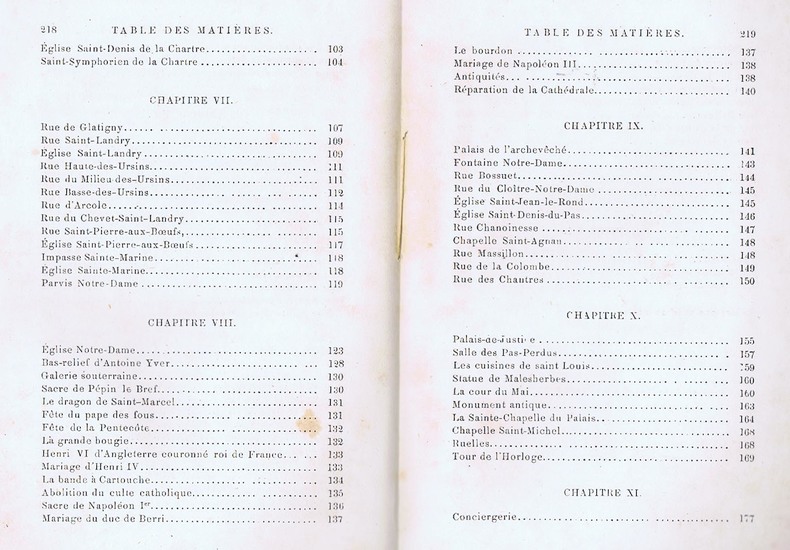 218 TABLE DES MATIÈRES.
Église Saint-Denis de la Chartre 103
Saint-Symphorien de la Chartre 104
CHAPITRE VII.
Rue de Glatigny 107
Rue Saint-Landry 109
Église Saint-Landry 109
Rue Haute-des-Ursins 111
Rue du Milieu-des-Ursins 111
Rue Basse-des-Ursins 112
Rue d'Arcole 114
Rue du Chevet-Saint-Landry 115
Rue Saint-Pierre-aux-Bœufs, 115
Église Saint-Pierre-aux-Bœufs 117
Impasse Sainte-Marine 118
Église Sainte-Marine 118
Parvis Notre-Dame 119
CHAPITRE VIII.
Église Notre-Dame 123
Bas-relief d'Antoine Yver 128
Galerie souterraine 130
Sacre de Pépin le Bref 130
Le dragon de Saint-Marcel 131
Fête du pape des fous 131
Fête de la Pentecôte 132
La grande bougie 132
Henri VI d'Angleterre couronné roi de France 133
Mariage d'Henri IV 133
La bande à Cartouche 134
Abolition du culte catholique 135
Sacre de Napoléon Ier 136
Mariage du duc de Berri 137
TABLE DES MATIÈRES. 219
Le bourdon 137
Mariage de Napoléon III 138
Antiquités 138
Réparation de la Cathédrale 140
CHAPITRE IX.
Palais de l'archevêché 141
Fontaine Notre-Dame 143
Rue Bossuet 144
Rue du Cloître-Notre-Dame 145
Église Saint-Jean-le-Rond 145
Église Saint-Denis-du-Pas 146
Rue Chanoinesse 147
Chapelle Saint-Agnan 148
Rue Massillon 148
Rue de la Colombe 149
Rue des Chantres 150
CHAPITRE X.
Palais-de-Justice 155
Salle des Pas-Perdus 157
Les cuisines de saint Louis 159
Statue de Malesherbes 160
La cour du Mai 160
Monument antique 163
La Sainte-Chapelle du Palais 164
Chapelle Saint-Michel 168
Ruelles 168
Tour de l'Horloge 169
CHAPITRE XI.
Conciergerie 177